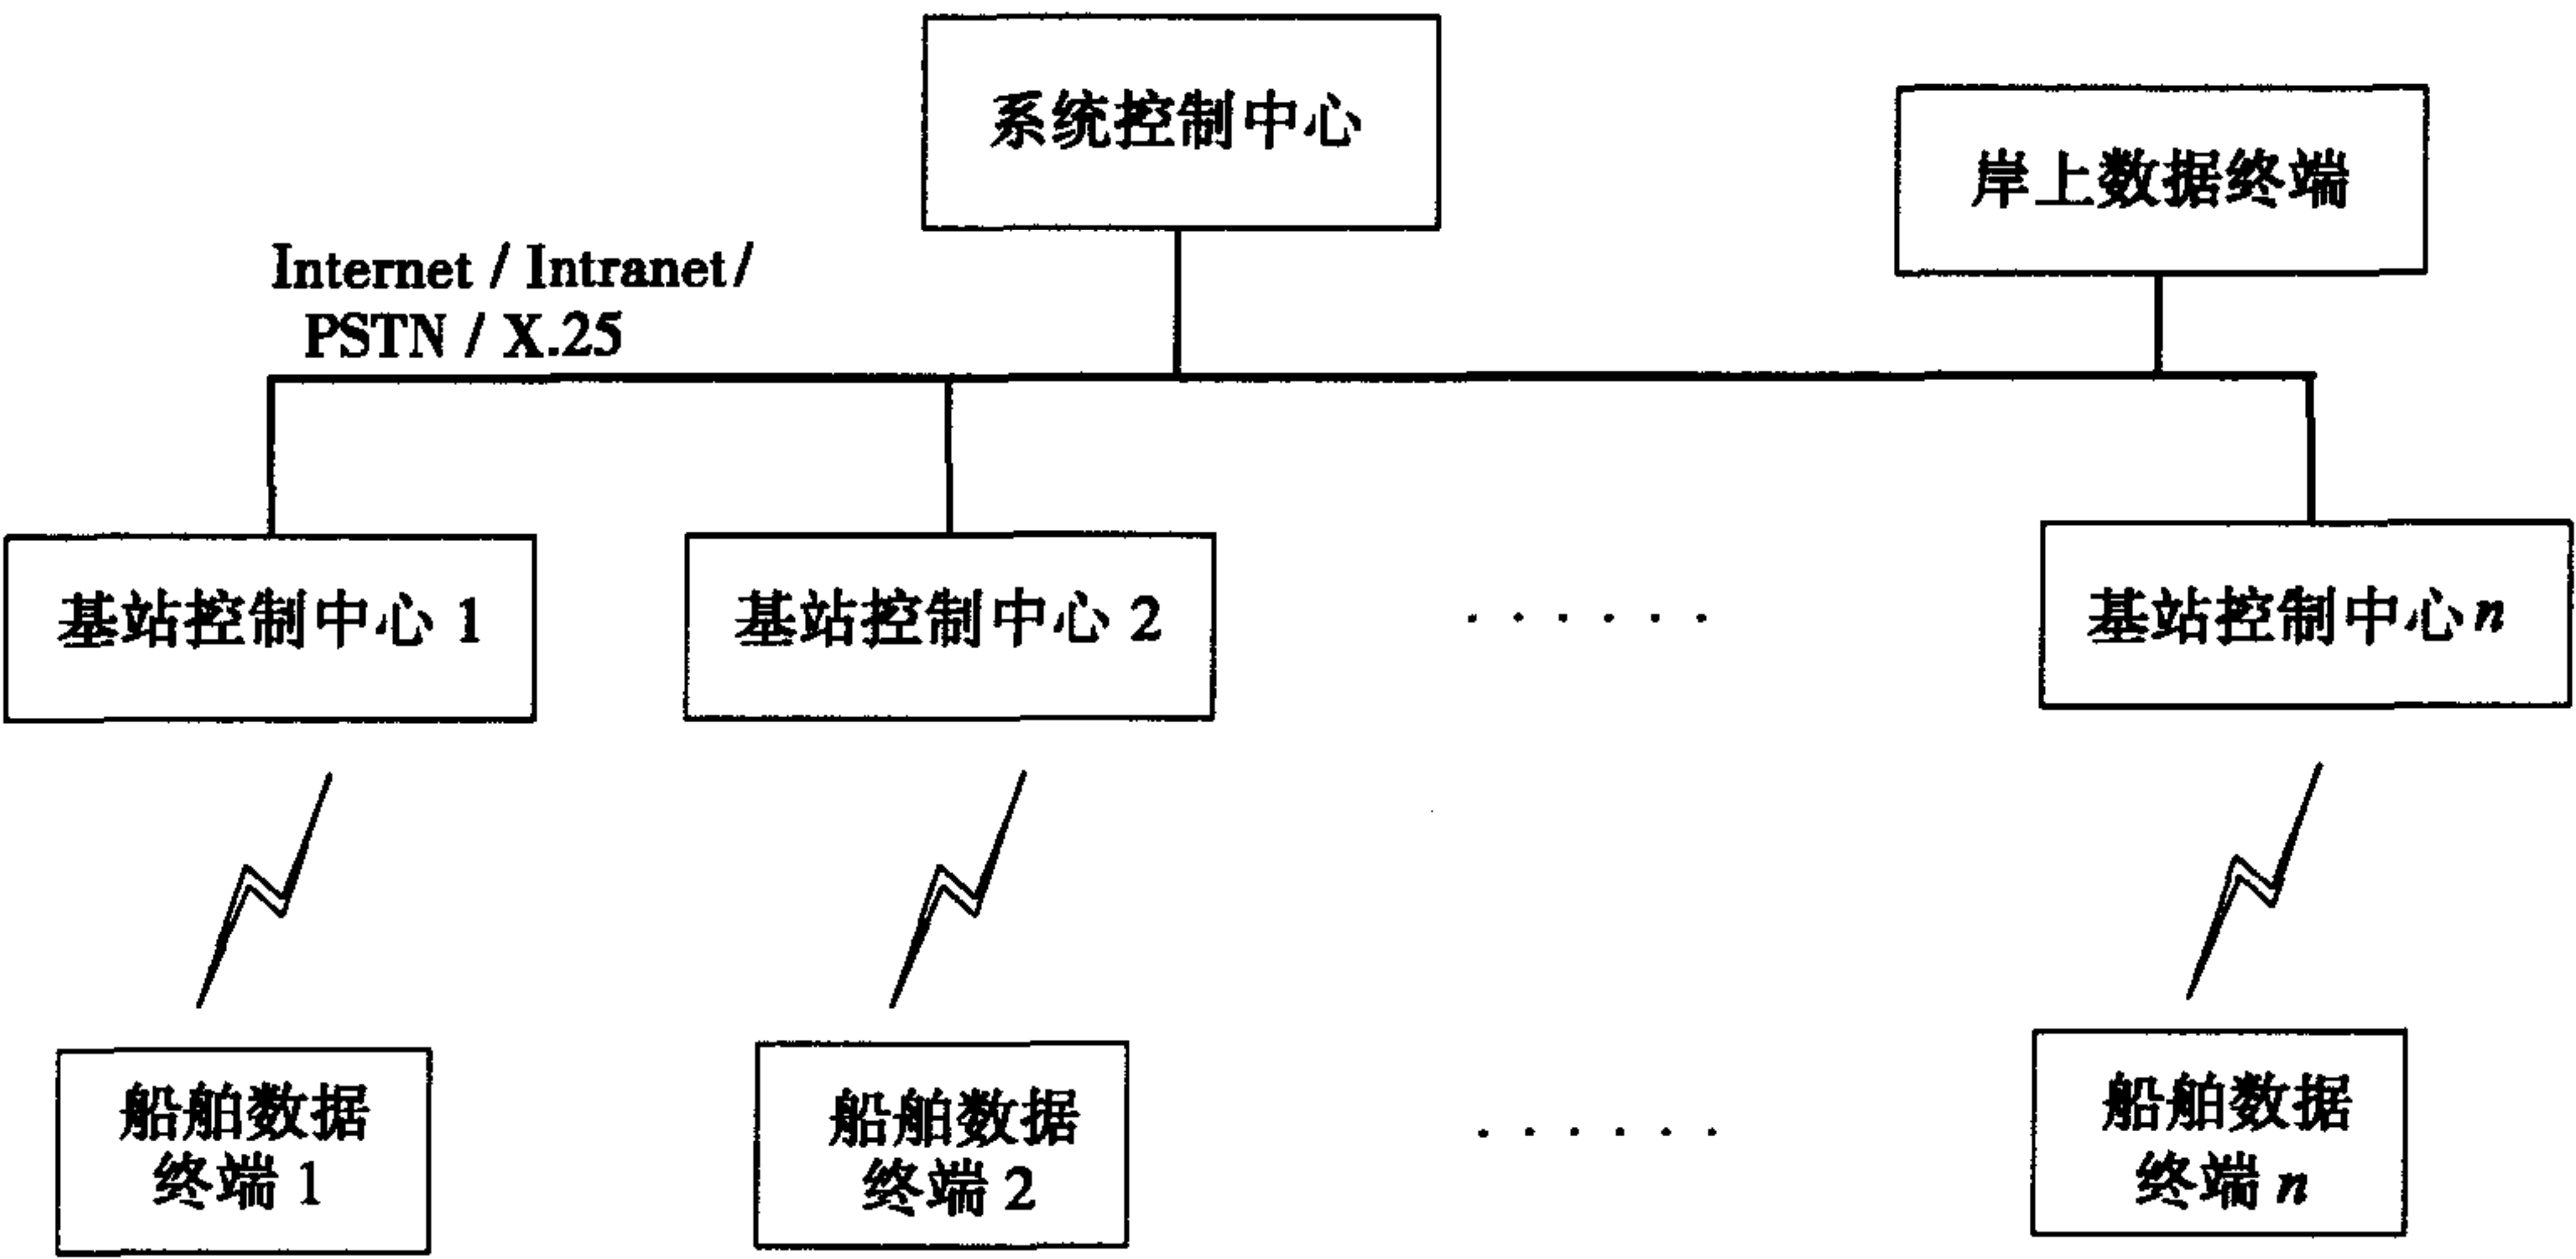 系统控制中心
岸上数据终端
Internet / Intranet/
PSTN / X.25
基站控制中心 1
基站控制中心 2
······
基站控制中心 n
船舶数据
终端 1
船舶数据
终端 2
······
船舶数据
终端 n